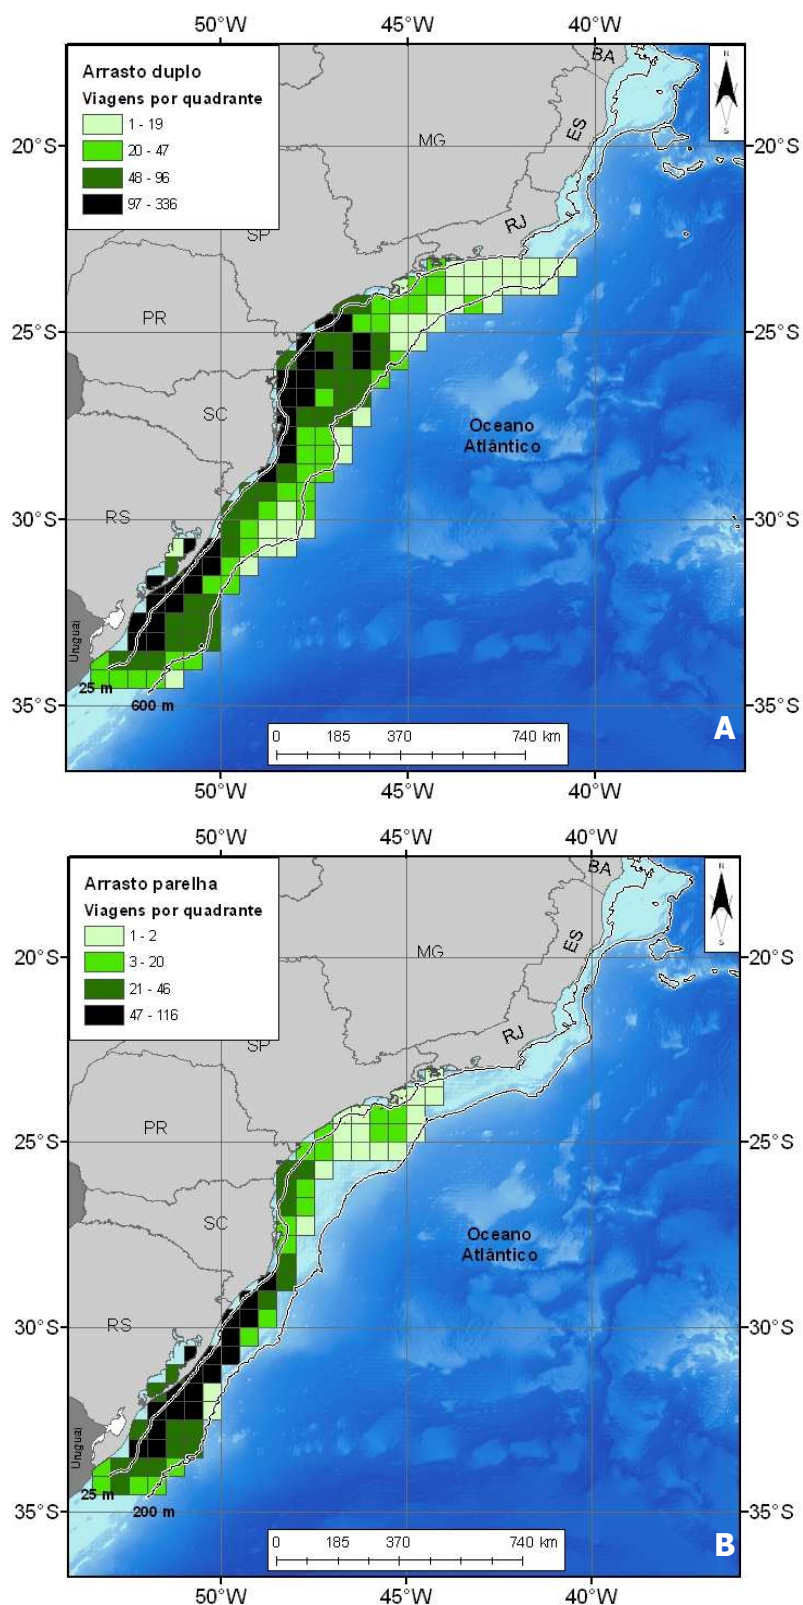 50°W 45°W 40°W
Arrasto duplo
Viagens por quadrante
1 - 19
20 - 47
48 - 96
97 - 336
N
S
BA
ES
MG
20°S 20°S
RJ
SP
PR
25°S 25°S
SC
Oceano
Atlântico
RS
30°S 30°S
Uruguai
25 m
600 m
35°S 35°S
0 185 370 740 km
A
50°W 45°W 40°W
50°W 45°W 40°W
Arrasto parelha
Viagens por quadrante
1 - 2
3 - 20
21 - 46
47 - 116
N
S
BA
ES
MG
20°S 20°S
RJ
SP
PR
25°S 25°S
SC
Oceano
Atlântico
RS
30°S 30°S
Uruguai
25 m
200 m
35°S 35°S
0 185 370 740 km
B
50°W 45°W 40°W